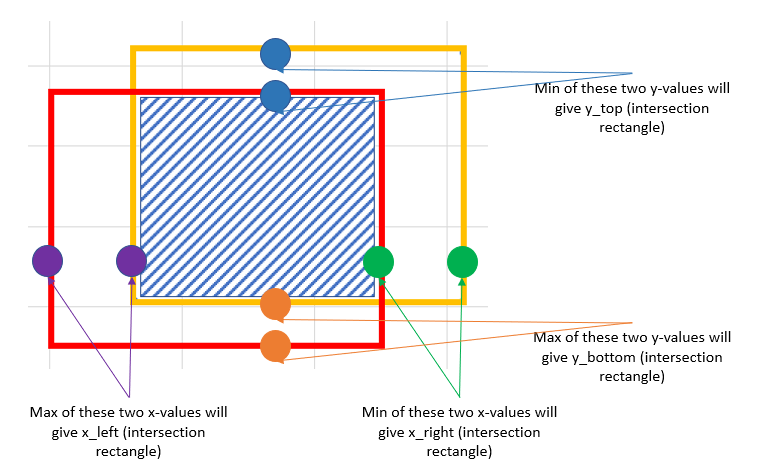 Min of these two y-values will
give y_top (intersection
rectangle)
Max of these two y-values will
give y_bottom (intersection
rectangle)
Max of these two x-values will
give x_left (intersection
rectangle)
Min of these two x-values will
give x_right (intersection
rectangle)